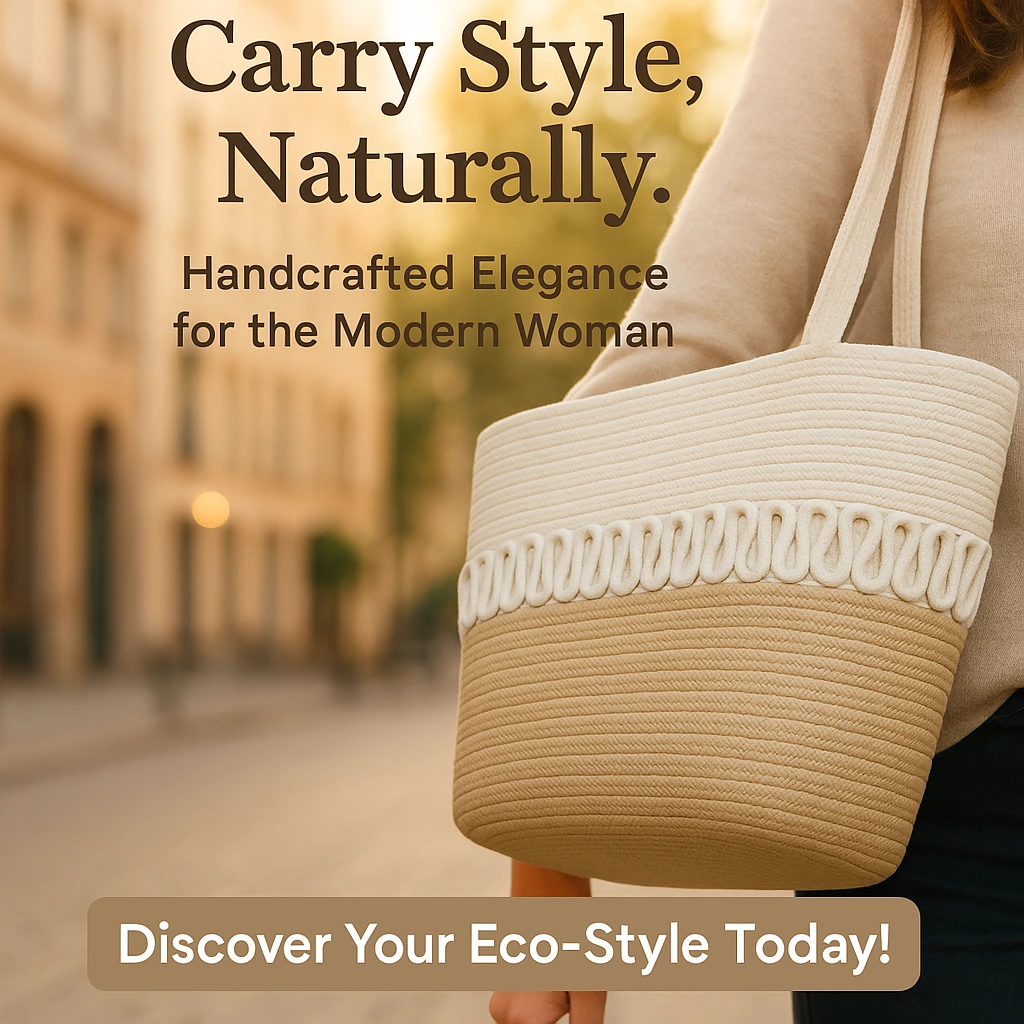 Carry Style,
Naturally.
Handcrafted Elegance
for the Modern Woman
Discover Your Eco-Style Today!